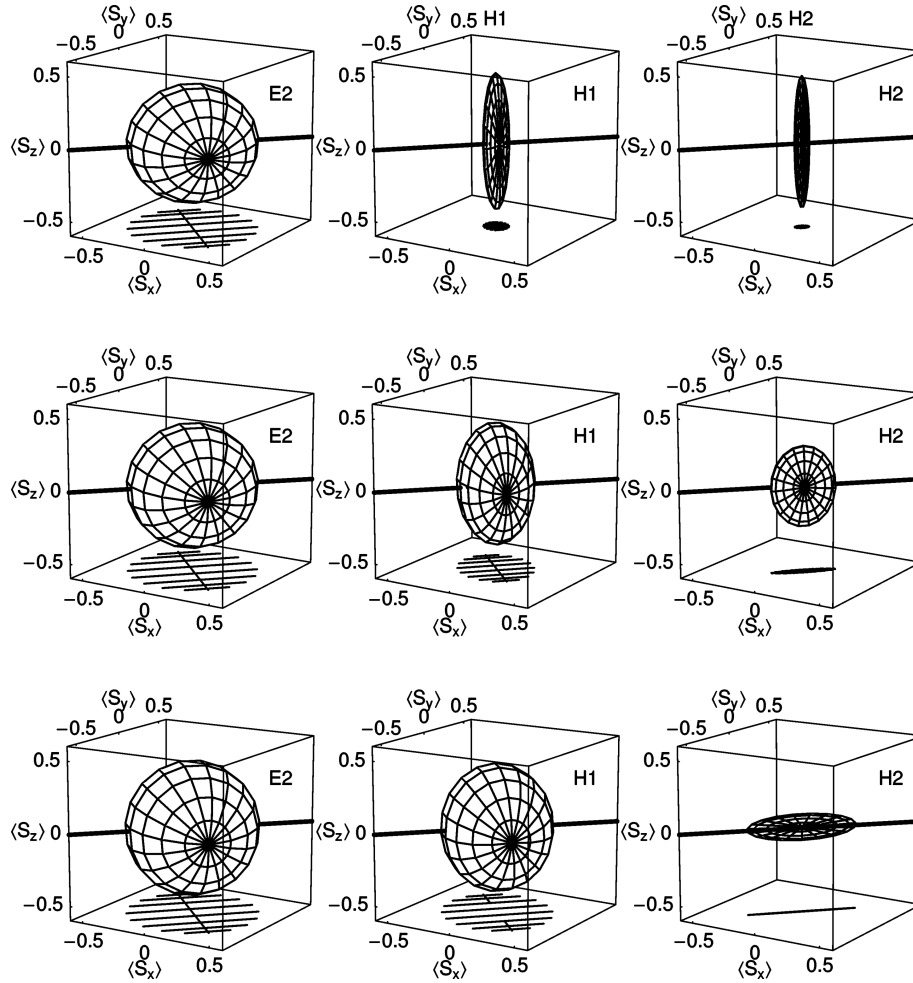 ⟨Sy⟩ 0.5 H1 H2
−0.5 0 ⟨Sy⟩ 0.5 ⟨Sy⟩ 0.5
−0.5 0 −0.5 0
0.5 E2 0.5 H1 0.5 H2
⟨Sz⟩ 0 ⟨Sz⟩ 0 ⟨Sz⟩ 0
−0.5 −0.5 −0.5
−0.5 0 0.5 −0.5 0 0.5 −0.5 0 0.5
⟨Sx⟩ ⟨Sx⟩ ⟨Sx⟩
⟨Sy⟩ 0.5 ⟨Sy⟩ 0.5 ⟨Sy⟩ 0.5
−0.5 0 −0.5 0 −0.5 0
0.5 E2 0.5 H1 0.5 H2
⟨Sz⟩ 0 ⟨Sz⟩ 0 ⟨Sz⟩ 0
−0.5 −0.5 −0.5
−0.5 0 0.5 −0.5 0 0.5 −0.5 0 0.5
⟨Sx⟩ ⟨Sx⟩ ⟨Sx⟩
⟨Sy⟩ 0.5 ⟨Sy⟩ 0.5 ⟨Sy⟩ 0.5
−0.5 0 −0.5 0 −0.5 0
0.5 E2 0.5 H1 0.5 H2
⟨Sz⟩ 0 ⟨Sz⟩ 0 ⟨Sz⟩ 0
−0.5 −0.5 −0.5
−0.5 0 0.5 −0.5 0 0.5 −0.5 0 0.5
⟨Sx⟩ ⟨Sx⟩ ⟨Sx⟩